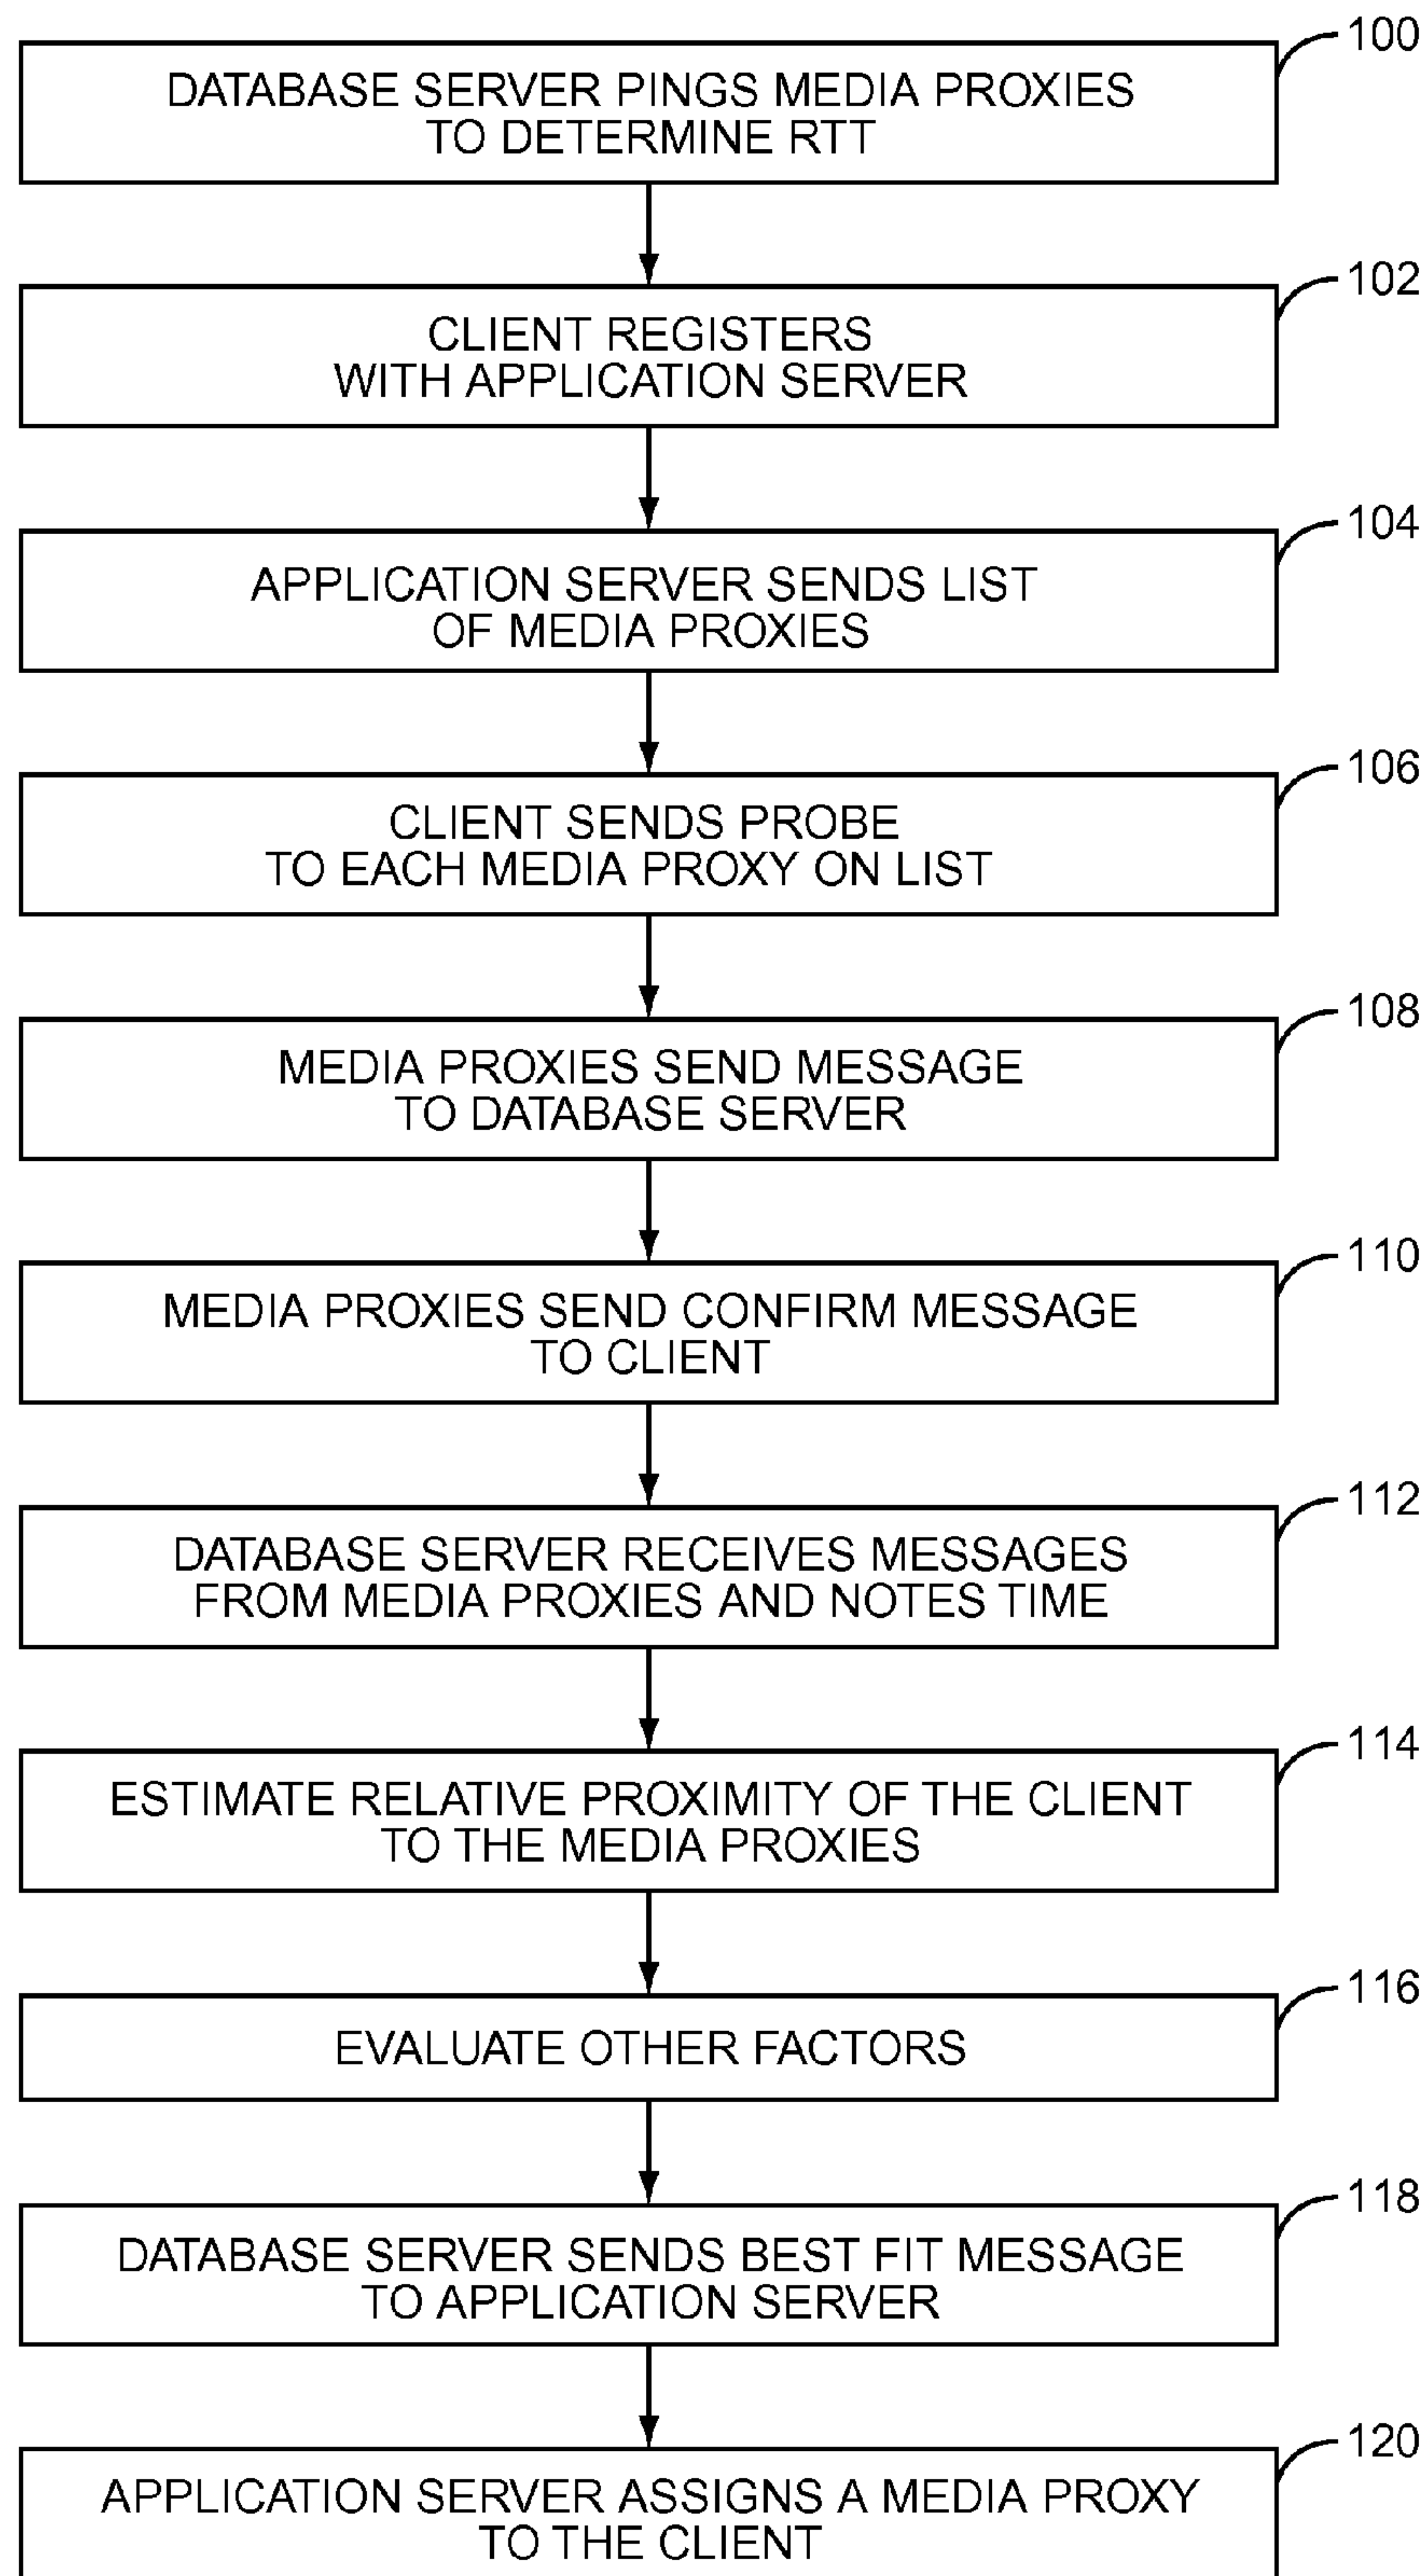 100
DATABASE SERVER PINGS MEDIA PROXIES
TO DETERMINE RTT
102
CLIENT REGISTERS
WITH APPLICATION SERVER
104
APPLICATION SERVER SENDS LIST
OF MEDIA PROXIES
106
CLIENT SENDS PROBE
TO EACH MEDIA PROXY ON LIST
108
MEDIA PROXIES SEND MESSAGE
TO DATABASE SERVER
110
MEDIA PROXIES SEND CONFIRM MESSAGE
TO CLIENT
112
DATABASE SERVER RECEIVES MESSAGES
FROM MEDIA PROXIES AND NOTES TIME
114
ESTIMATE RELATIVE PROXIMITY OF THE CLIENT
TO THE MEDIA PROXIES
116
EVALUATE OTHER FACTORS
118
DATABASE SERVER SENDS BEST FIT MESSAGE
TO APPLICATION SERVER
120
APPLICATION SERVER ASSIGNS A MEDIA PROXY
TO THE CLIENT